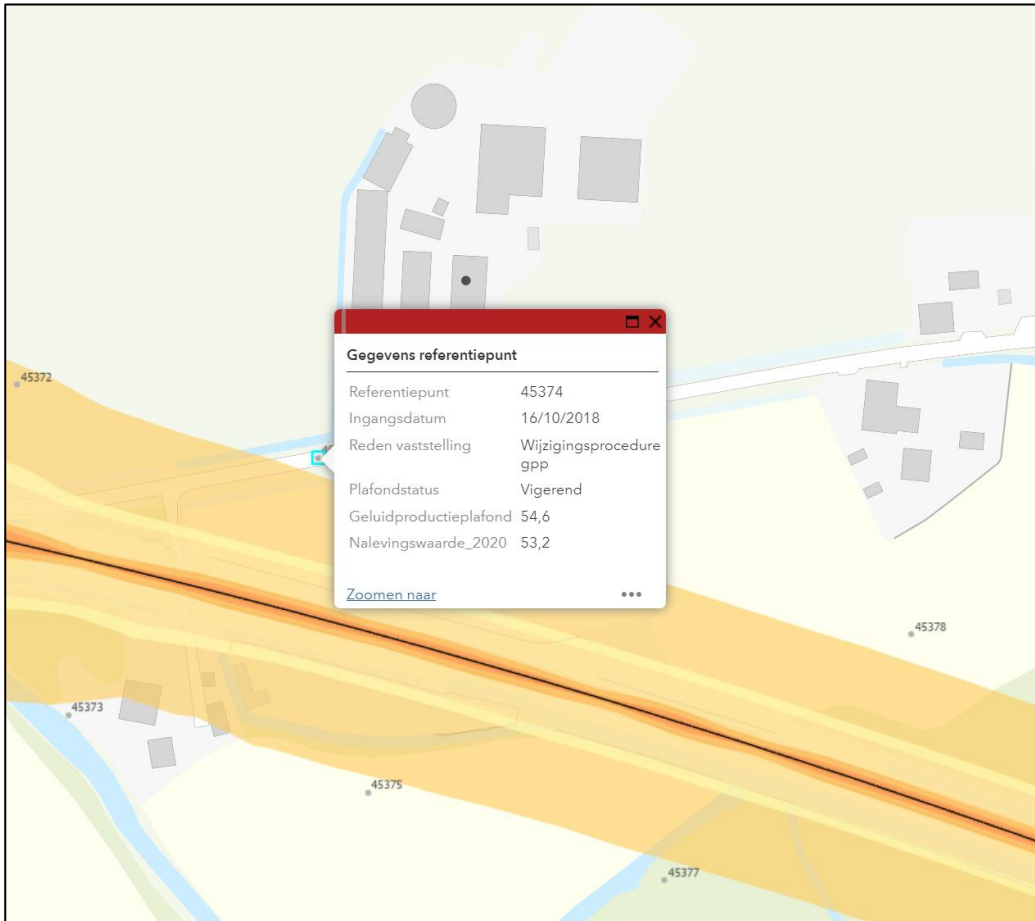 Gegevens referentiepunt
45372
Referentiepunt 45374
Ingangsdatum 16/10/2018
Reden vaststelling Wijzigingsprocedure
gpp
Plafondstatus Vigerend
Geluidproductieplafond 54,6
Nalevingswaarde_2020 53,2
Zoomen naar
45378
45373
45375
45377